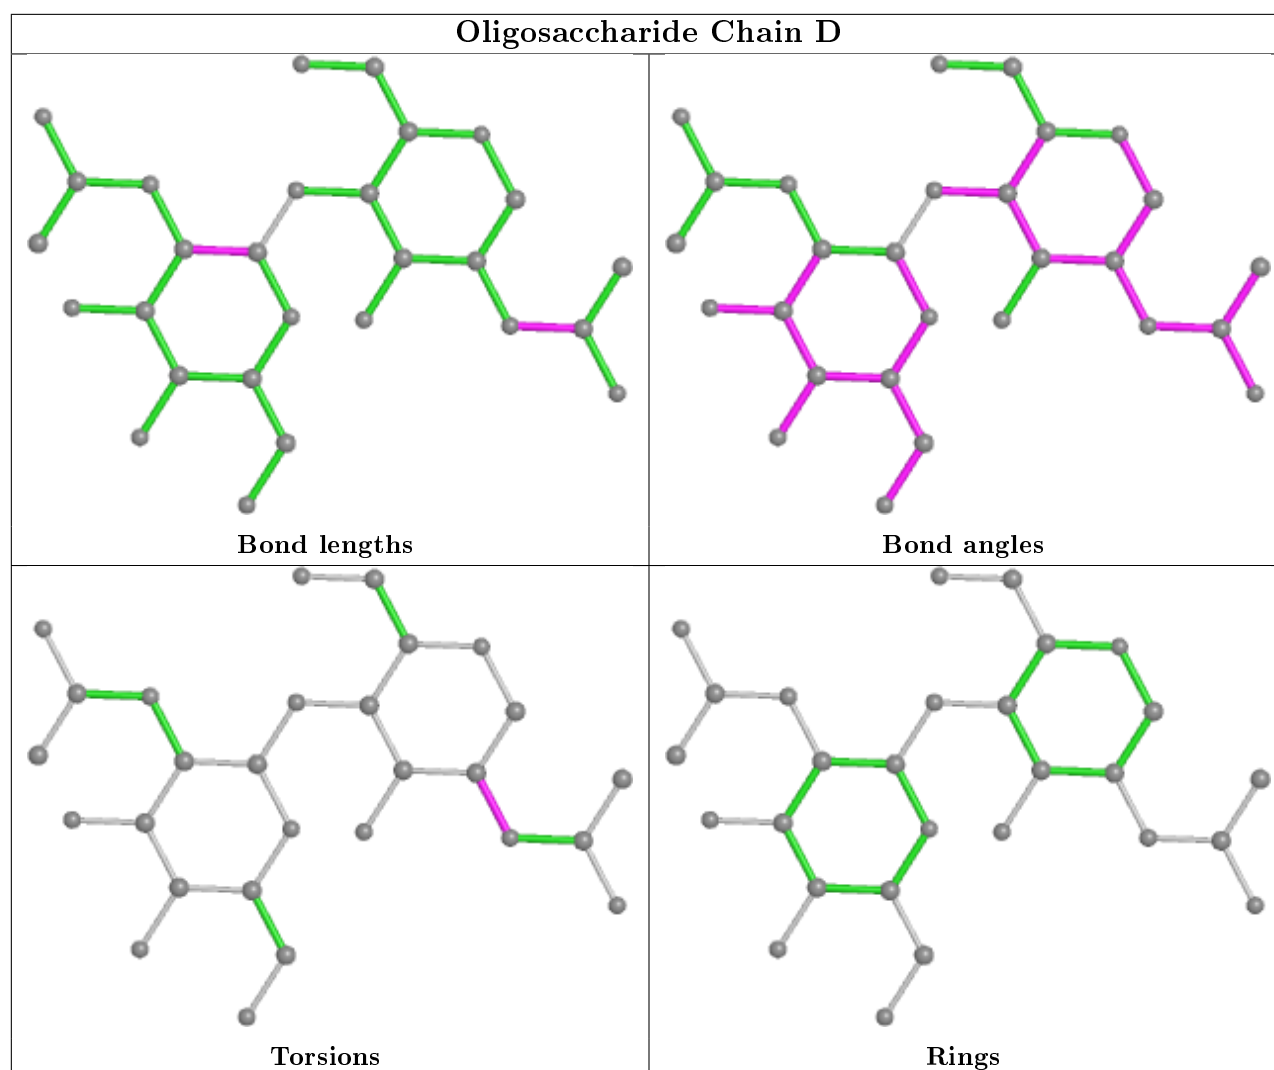 Oligosaccharide Chain D
Bond lengths
Bond angles
Torsions
Rings